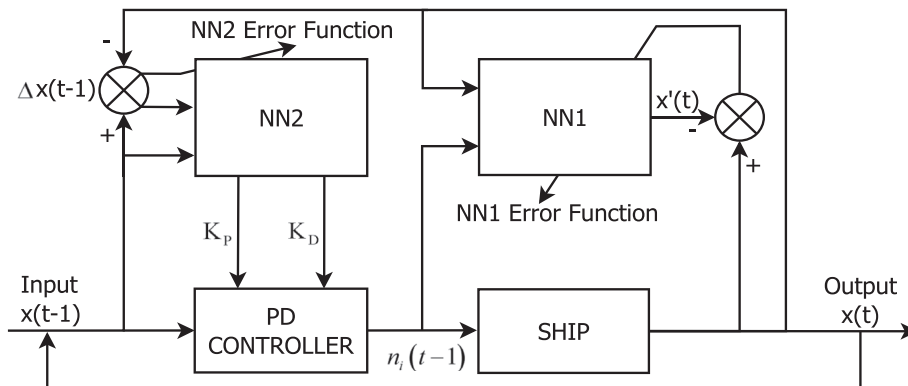 NN2 Error Function
-
Δx(t-1)
+
NN2
NN1
x'(t)
-
+
NN1 Error Function
K_P
K_D
Input
x(t-1)
PD
CONTROLLER
n_i(t-1)
SHIP
Output
x(t)